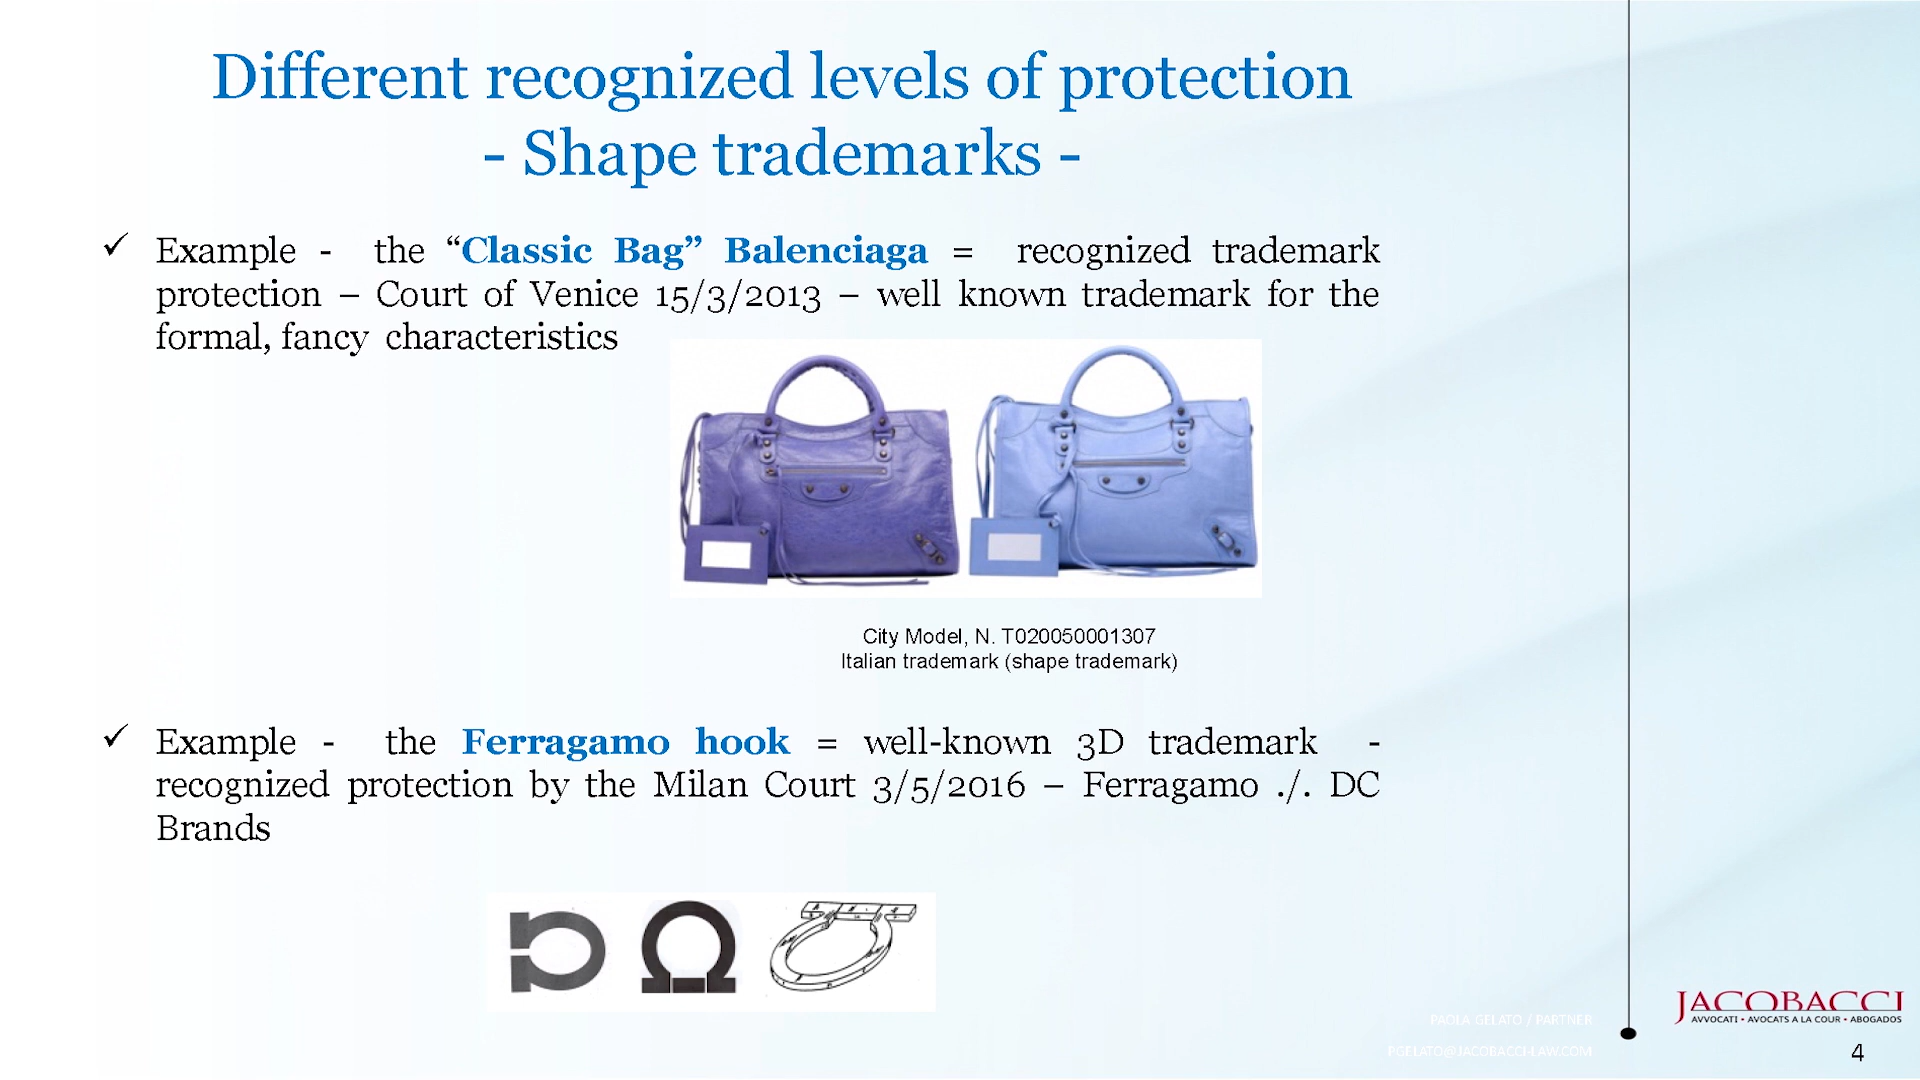 Different recognized levels of protection
- Shape trademarks -
✓ Example - the “Classic Bag” Balenciaga = recognized trademark
protection – Court of Venice 15/3/2013 – well known trademark for the
formal, fancy characteristics
City Model, N. T020050001307
Italian trademark (shape trademark)
✓ Example - the Ferragamo hook = well-known 3D trademark -
recognized protection by the Milan Court 3/5/2016 – Ferragamo ./. DC
Brands
PAOLA GELATO / PARTNER
PGELATO@JACOBACCI-LAW.COM
JACOBACCI
AVVOCATI • AVOCATS A LA COUR • ABOGADOS
4